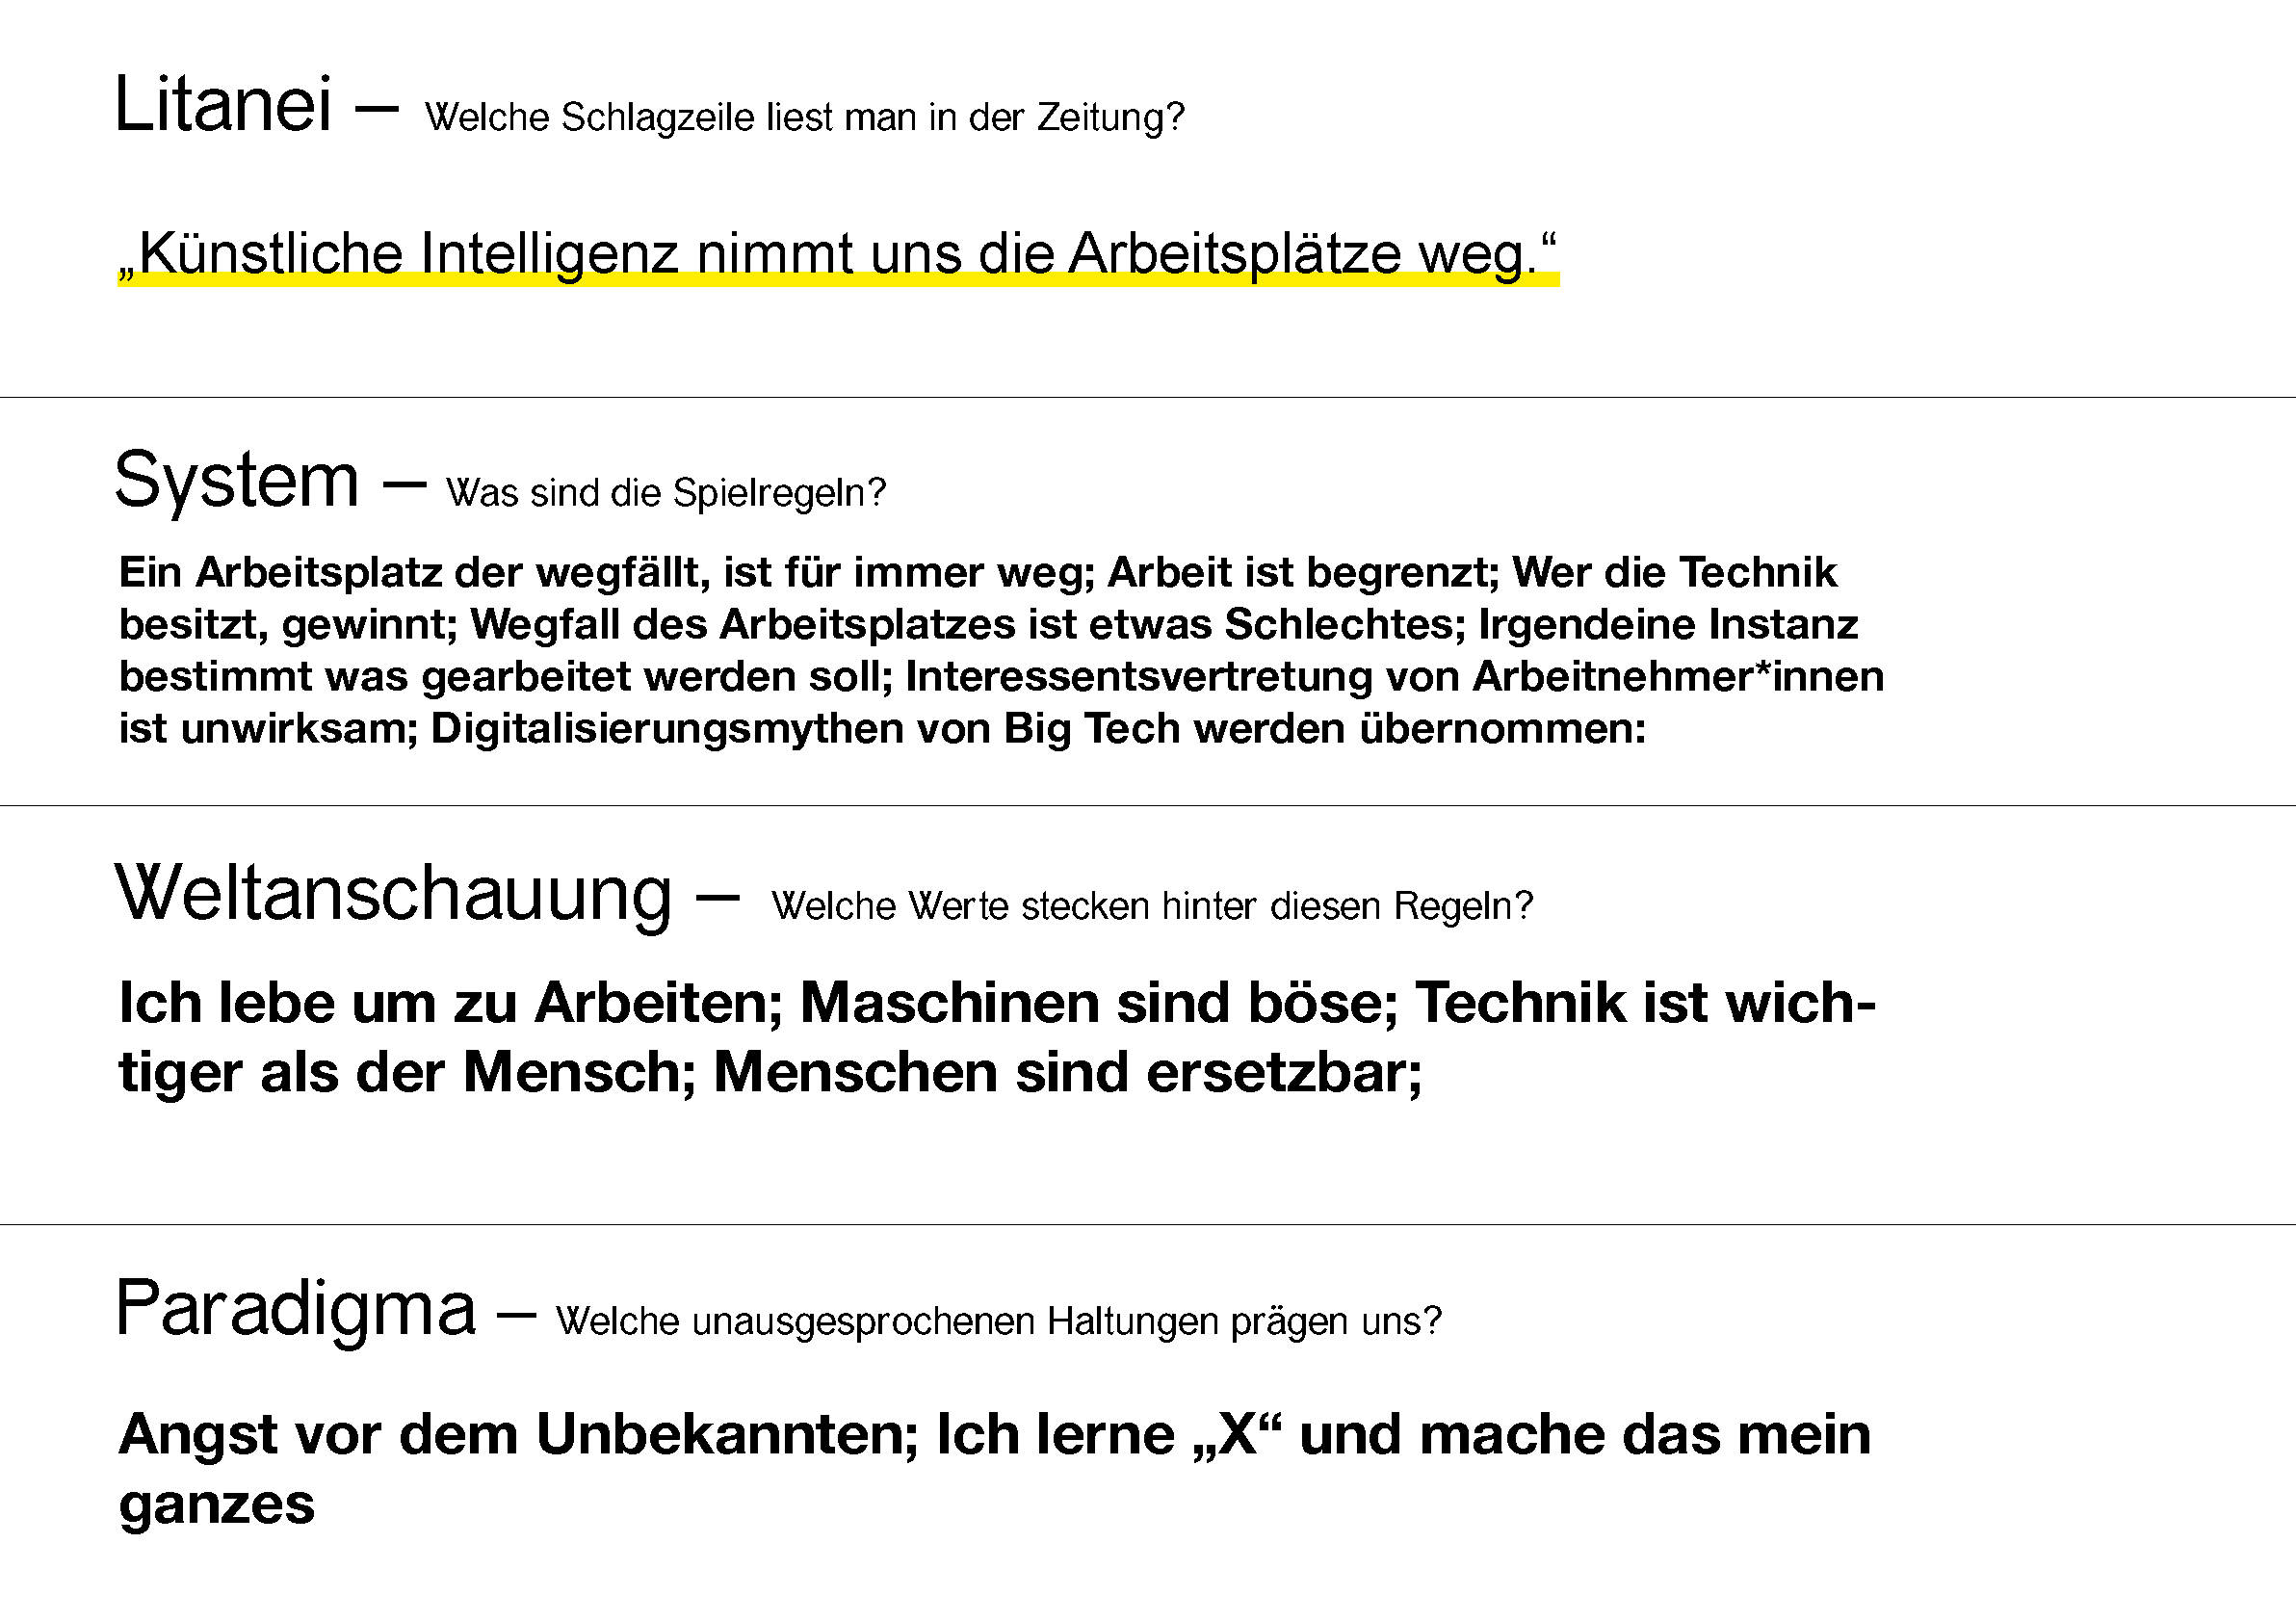 Litanei – Welche Schlagzeile liest man in der Zeitung?
„Künstliche Intelligenz nimmt uns die Arbeitsplätze weg.“
System – Was sind die Spielregeln?
Ein Arbeitsplatz der wegfällt, ist für immer weg; Arbeit ist begrenzt; Wer die Technik
besitzt, gewinnt; Wegfall des Arbeitsplatzes ist etwas Schlechtes; Irgendeine Instanz
bestimmt was gearbeitet werden soll; Interessentsvertretung von Arbeitnehmer*innen
ist unwirksam; Digitalisierungsmythen von Big Tech werden übernommen:
Weltanschauung – Welche Werte stecken hinter diesen Regeln?
Ich lebe um zu Arbeiten; Maschinen sind böse; Technik ist wich-
tiger als der Mensch; Menschen sind ersetzbar;
Paradigma – Welche unausgesprochenen Haltungen prägen uns?
Angst vor dem Unbekannten; Ich lerne „X“ und mache das mein
ganzes